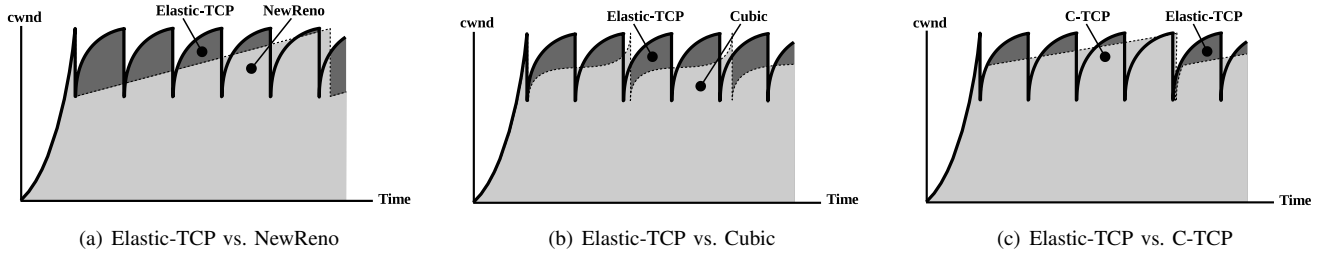 cwnd
Elastic-TCP
NewReno
Time
(a) Elastic-TCP vs. NewReno
cwnd
Elastic-TCP
Cubic
Time
(b) Elastic-TCP vs. Cubic
cwnd
C-TCP
Elastic-TCP
Time
(c) Elastic-TCP vs. C-TCP